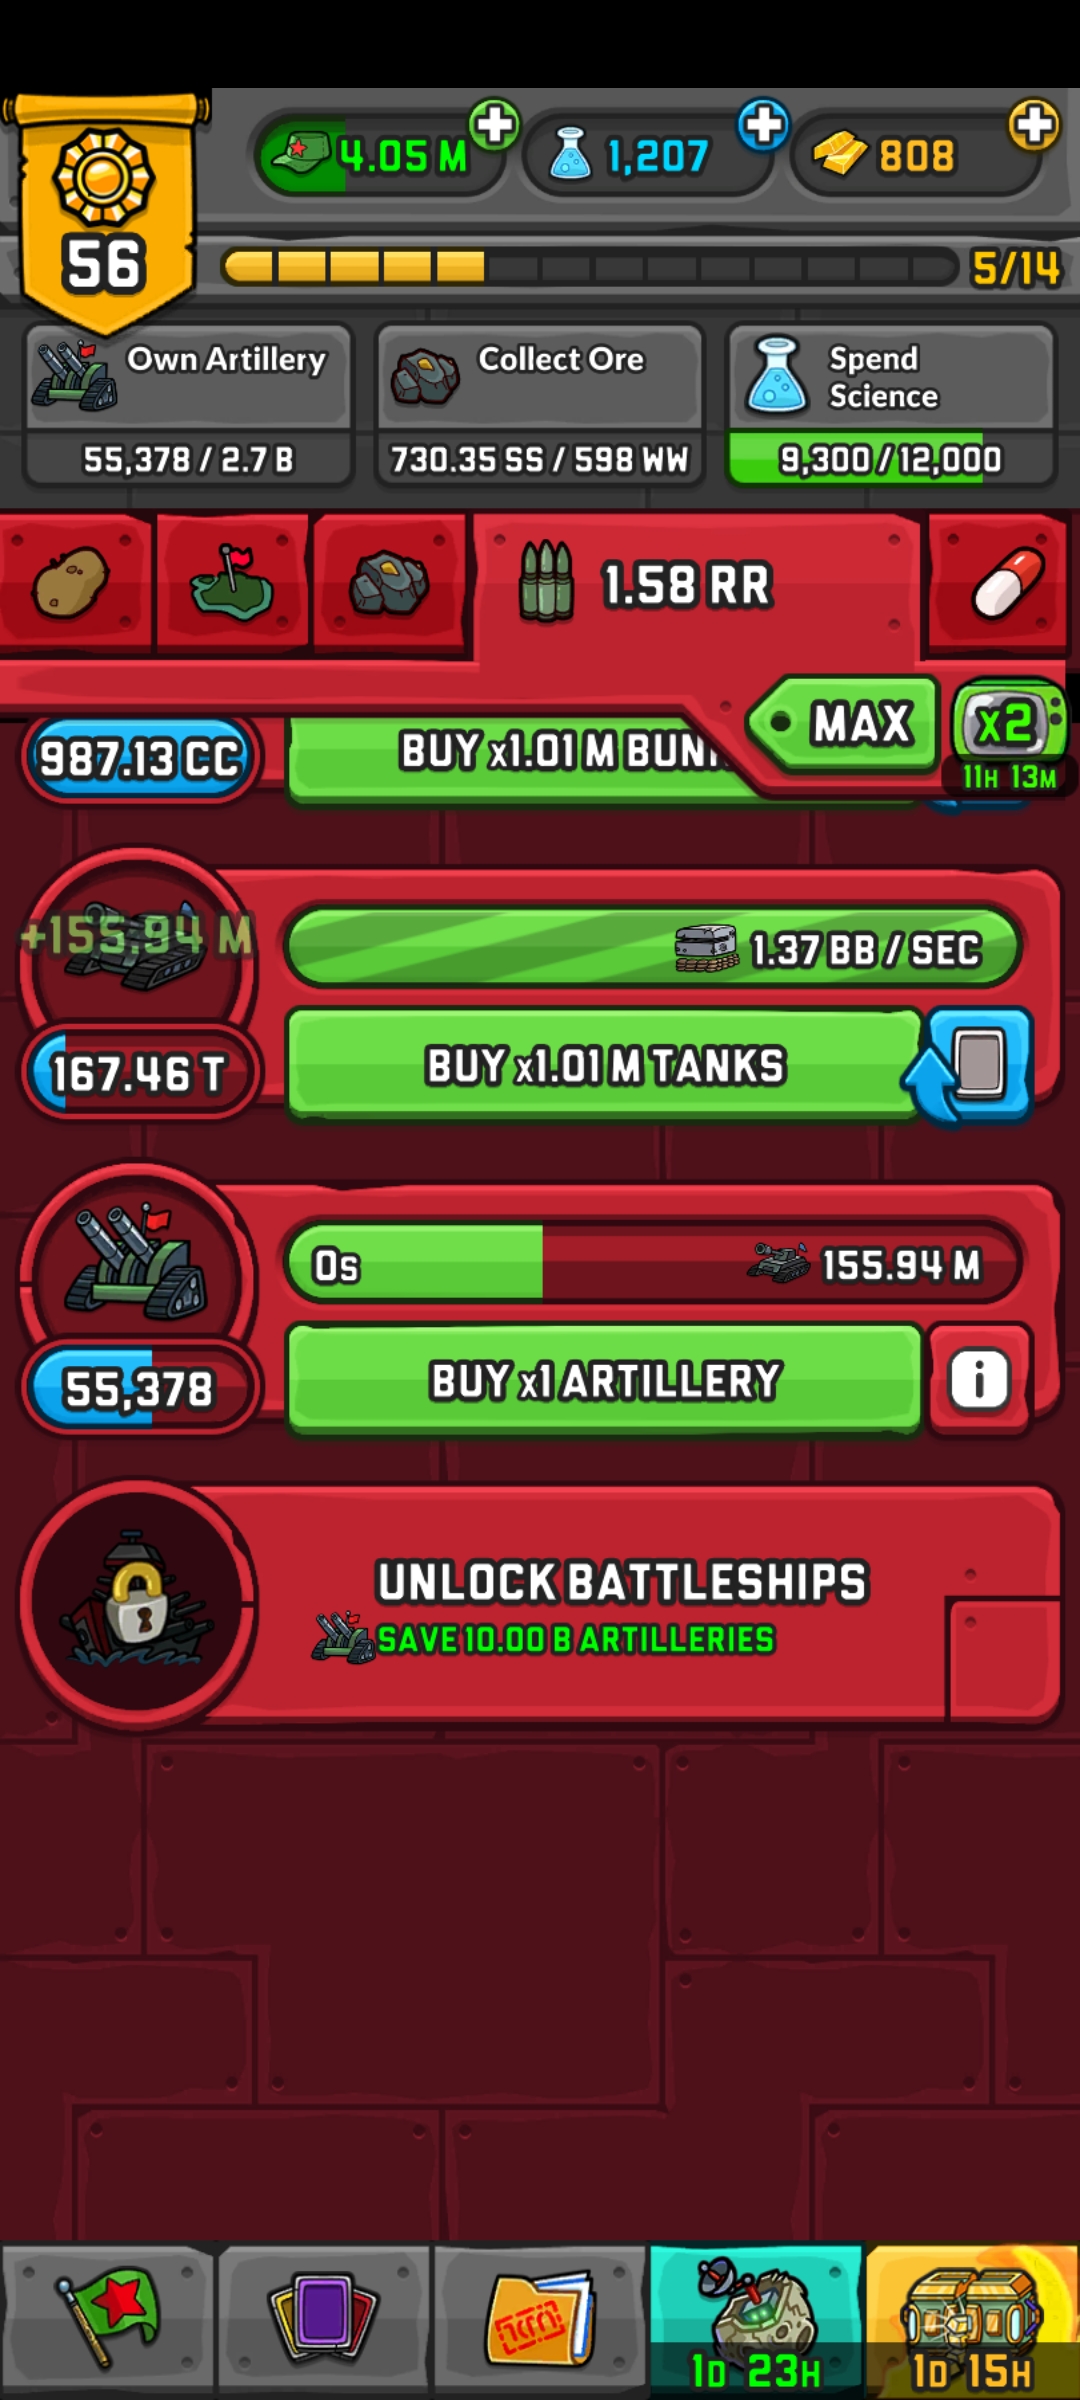 56
4.05 M
1,207
808
5/14
Own Artillery
55,378 / 2.7 B
Collect Ore
730.35 SS / 598 WW
Spend
Science
9,300 / 12,000
1.58 RR
MAX
x2
11H 13M
987.13 CC
BUY x1.01 M
+155.94 M
1.37 BB / SEC
167.46 T
BUY x1.01 M TANKS
0s
155.94 M
55,378
BUY x1 ARTILLERY
i
UNLOCK BATTLESHIPS
SAVE 10.00 B ARTILLERIES
1D 23H
1D 15H